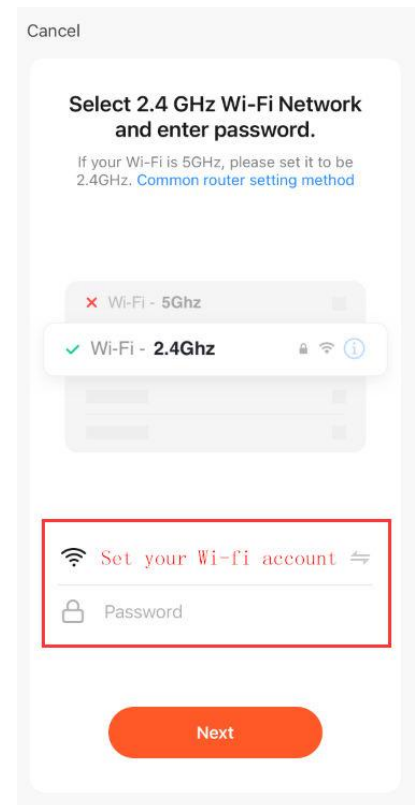 Cancel
Select 2.4 GHz Wi-Fi Network
and enter password.
If your Wi-Fi is 5GHz, please set it to be
2.4GHz. Common router setting method
Wi-Fi - 5Ghz
Wi-Fi - 2.4Ghz
Set your Wi-fi account
Password
Next